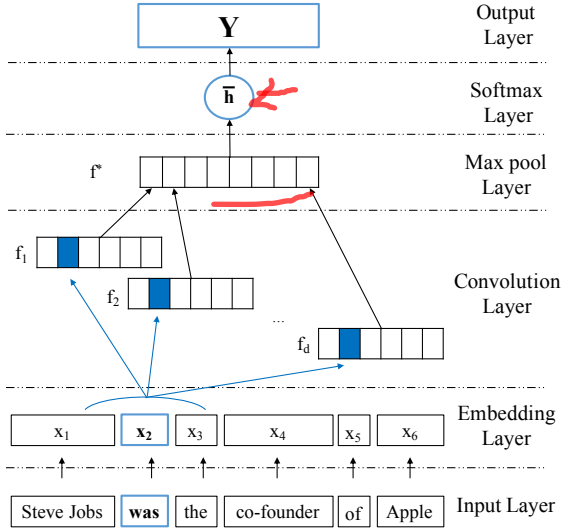 Y
Output
Layer
h̅
Softmax
Layer
f*
Max pool
Layer
f₁
f₂
...
f_d
Convolution
Layer
x₁ x₂ x₃ x₄ x₅ x₆
Embedding
Layer
Steve Jobs was the co-founder of Apple
Input Layer